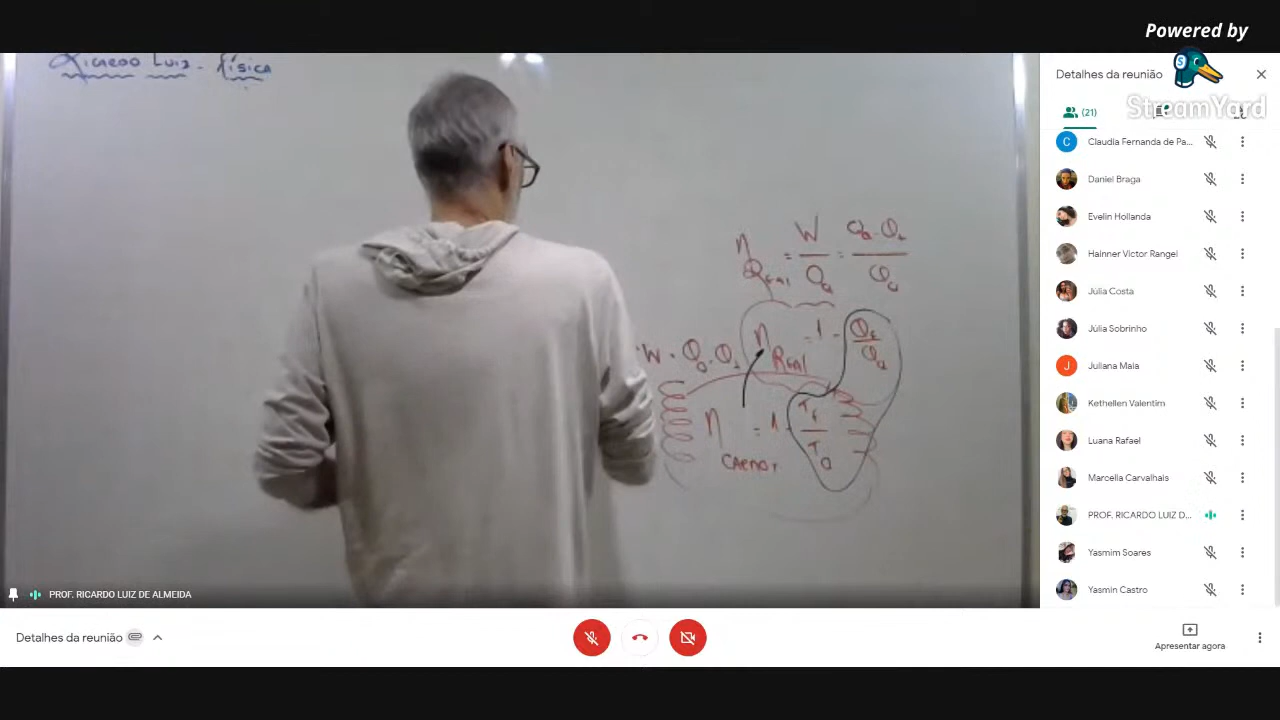 Powered by
StreamYard
Ricardo Luiz - Física
Detalhes da reunião
(21)
Claudia Fernanda de Pa...
Daniel Braga
Evelin Hollanda
Hainner Victor Rangel
Júlia Costa
Júlia Sobrinho
Juliana Maia
Kethellen Valentim
Luana Rafael
Marcella Carvalhais
PROF. RICARDO LUIZ D...
Yasmim Soares
Yasmin Castro
η Real = W / Qa = Qa - Qf / Qa
η Real = 1 - Qf / Qa
W =
η CARNOT = 1 - Tf / Ta
PROF. RICARDO LUIZ DE ALMEIDA
Detalhes da reunião
Apresentar agora